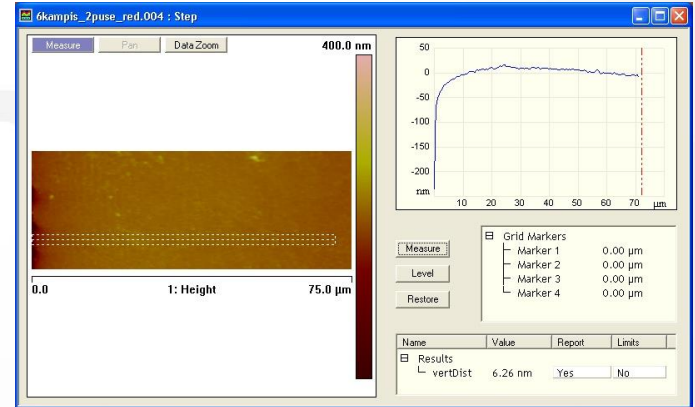 6kampis_2puse_red.004 : Step
Measure Pan Data Zoom 400.0 nm
0.0 1: Height 75.0 µm
50
0
-50
-100
-150
-200
nm
10 20 30 40 50 60 70 µm
Measure
Level
Restore
Grid Markers
Marker 1 0.00 µm
Marker 2 0.00 µm
Marker 3 0.00 µm
Marker 4 0.00 µm
Name Value Report Limits
Results
vertDist 6.26 nm Yes No